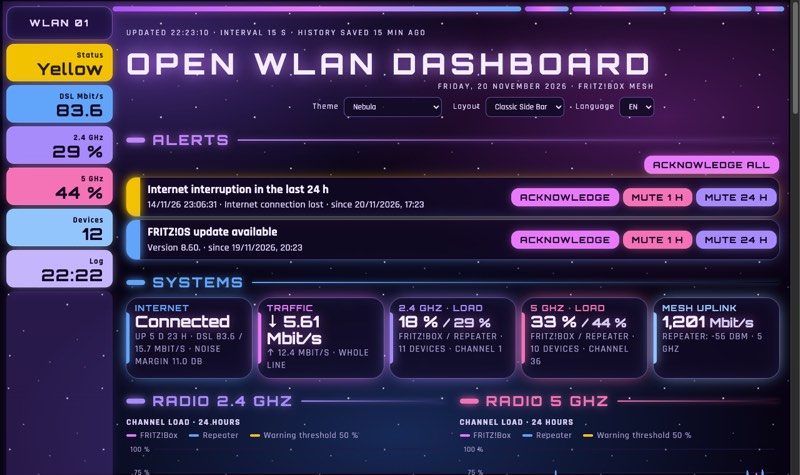 WLAN 01
Status
Yellow
DSL Mbit/s
83.6
2.4 GHz
29 %
5 GHz
44 %
Devices
12
Log
22:22
UPDATED 22:23:10 · INTERVAL 15 S · HISTORY SAVED 15 MIN AGO
OPEN WLAN DASHBOARD
FRIDAY, 20 NOVEMBER 2026 · FRITZ!BOX MESH
Theme Nebula Layout Classic Side Bar Language EN
ALERTS
ACKNOWLEDGE ALL
Internet interruption in the last 24 h
14/11/26 23:06:31 · Internet connection lost · since 20/11/2026, 17:23
ACKNOWLEDGE MUTE 1 H MUTE 24 H
FRITZ!OS update available
Version 8.60. · since 19/11/2026, 20:23
ACKNOWLEDGE MUTE 1 H MUTE 24 H
SYSTEMS
INTERNET
Connected
UP 5 D 23 H · DSL 83.6 /
15.7 MBIT/S · NOISE
MARGIN 11.0 DB
TRAFFIC
↓ 5.61
Mbit/s
↑ 12.4 MBIT/S · WHOLE
LINE
2.4 GHZ · LOAD
18 % / 29 %
FRITZ!BOX / REPEATER ·
11 DEVICES · CHANNEL 1
5 GHZ · LOAD
33 % / 44 %
FRITZ!BOX / REPEATER ·
10 DEVICES · CHANNEL
36
MESH UPLINK
1,201 Mbit/s
REPEATER: -56 DBM · 5
GHZ
RADIO 2.4 GHZ
CHANNEL LOAD · 24 HOURS
FRITZ!Box Repeater Warning threshold 50 %
100 %
75 %
RADIO 5 GHZ
CHANNEL LOAD · 24 HOURS
FRITZ!Box Repeater Warning threshold 50 %
100 %
75 %